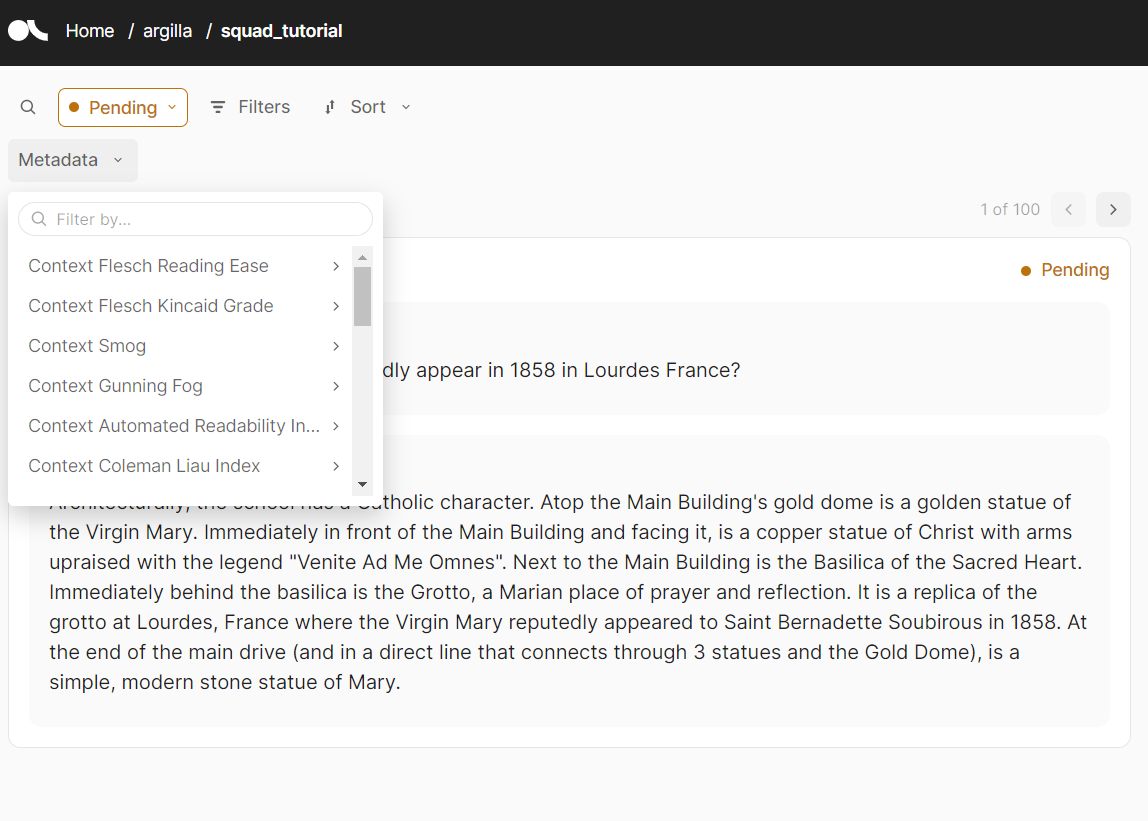 Home / argilla / squad_tutorial
Pending Filters Sort
Metadata
Filter by...
1 of 100
Context Flesch Reading Ease
Context Flesch Kincaid Grade
Context Smog
Context Gunning Fog
Context Automated Readability In...
Context Coleman Liau Index
Pending
appear in 1858 in Lourdes France?
Architecturally, the school has a Catholic character. Atop the Main Building's gold dome is a golden statue of
the Virgin Mary. Immediately in front of the Main Building and facing it, is a copper statue of Christ with arms
upraised with the legend "Venite Ad Me Omnes". Next to the Main Building is the Basilica of the Sacred Heart.
Immediately behind the basilica is the Grotto, a Marian place of prayer and reflection. It is a replica of the
grotto at Lourdes, France where the Virgin Mary reputedly appeared to Saint Bernadette Soubirous in 1858. At
the end of the main drive (and in a direct line that connects through 3 statues and the Gold Dome), is a
simple, modern stone statue of Mary.